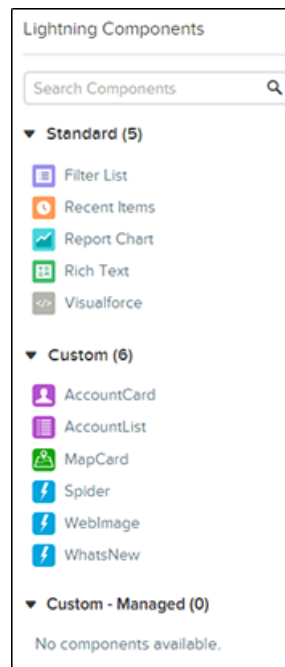 Lightning Components
Search Components
Standard (5)
Filter List
Recent Items
Report Chart
Rich Text
Visualforce
Custom (6)
AccountCard
AccountList
MapCard
Spider
WebImage
WhatsNew
Custom - Managed (0)
No components available.